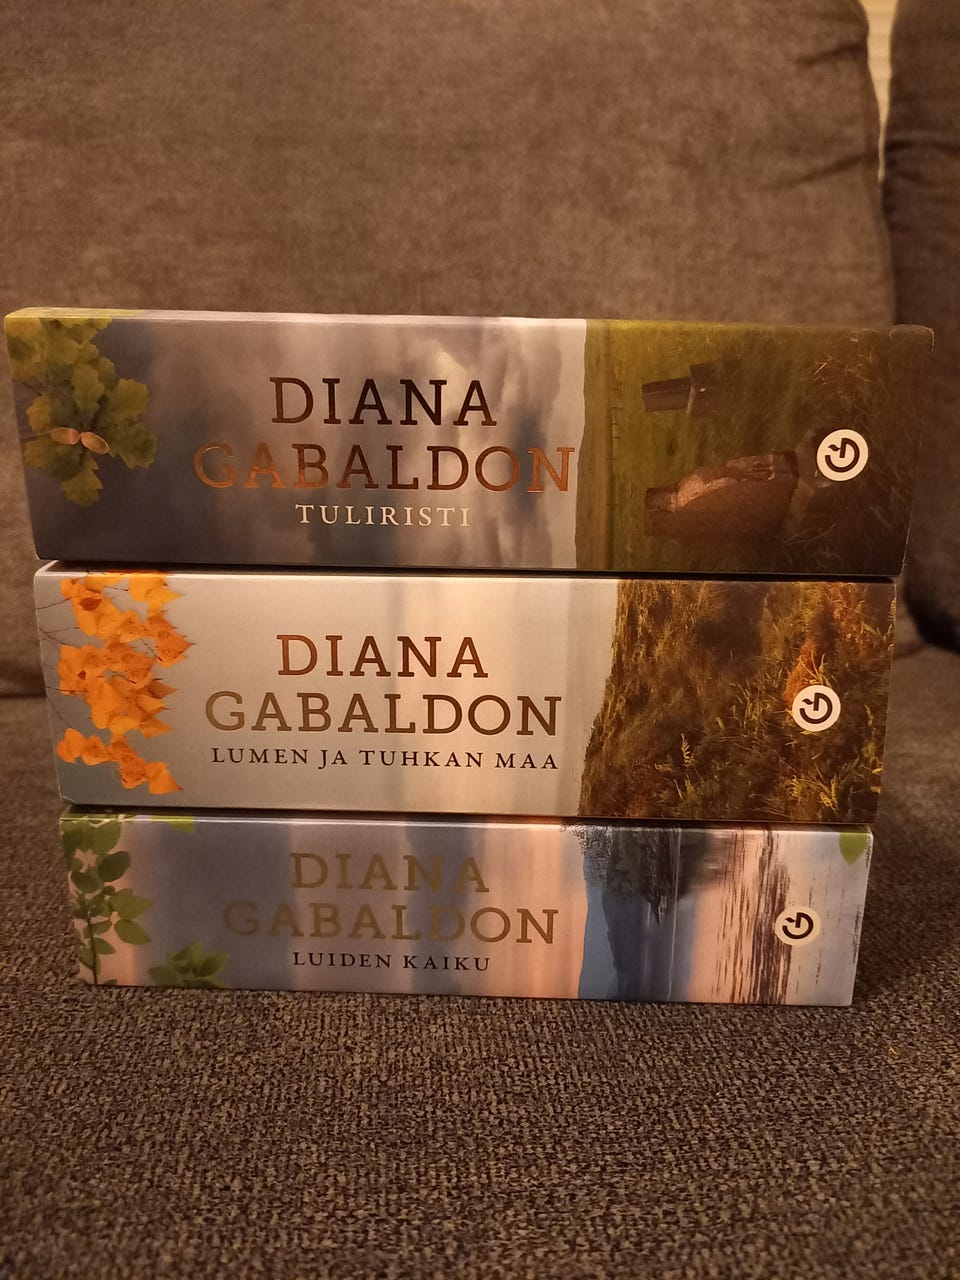 DIANA
GABALDON
TULIRISTI
DIANA
GABALDON
LUMEN JA TUHKAN MAA
DIANA
GABALDON
LUIDEN KAIKU